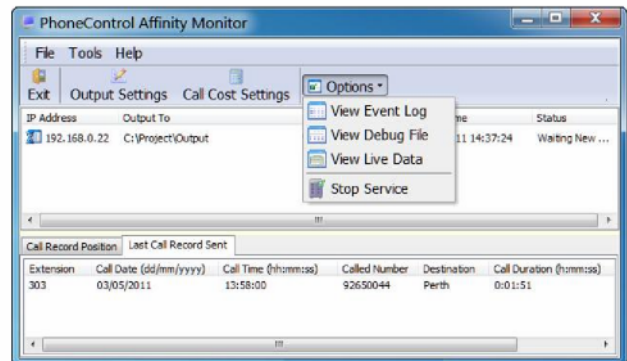 PhoneControl Affinity Monitor
File Tools Help
Exit Output Settings Call Cost Settings Options
View Event Log
View Debug File
View Live Data
Stop Service
IP Address Output To Status
192.168.0.22 C:\Project\Output 14:37:24 Waiting New ...
Call Record Position Last Call Record Sent
Extension Call Date (dd/mm/yyyy) Call Time (hh:mm:ss) Called Number Destination Call Duration (h:mm:ss)
303 03/05/2011 13:58:00 92650044 Perth 0:01:51